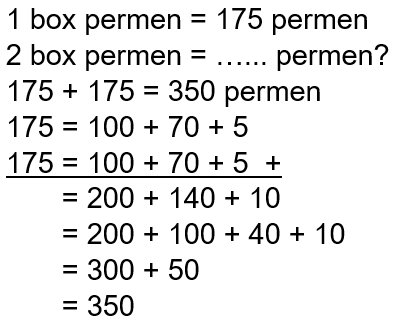 1 box permen = 175 permen
2 box permen = …... permen?
175 + 175 = 350 permen
175 = 100 + 70 + 5
175 = 100 + 70 + 5 +
= 200 + 140 + 10
= 200 + 100 + 40 + 10
= 300 + 50
= 350